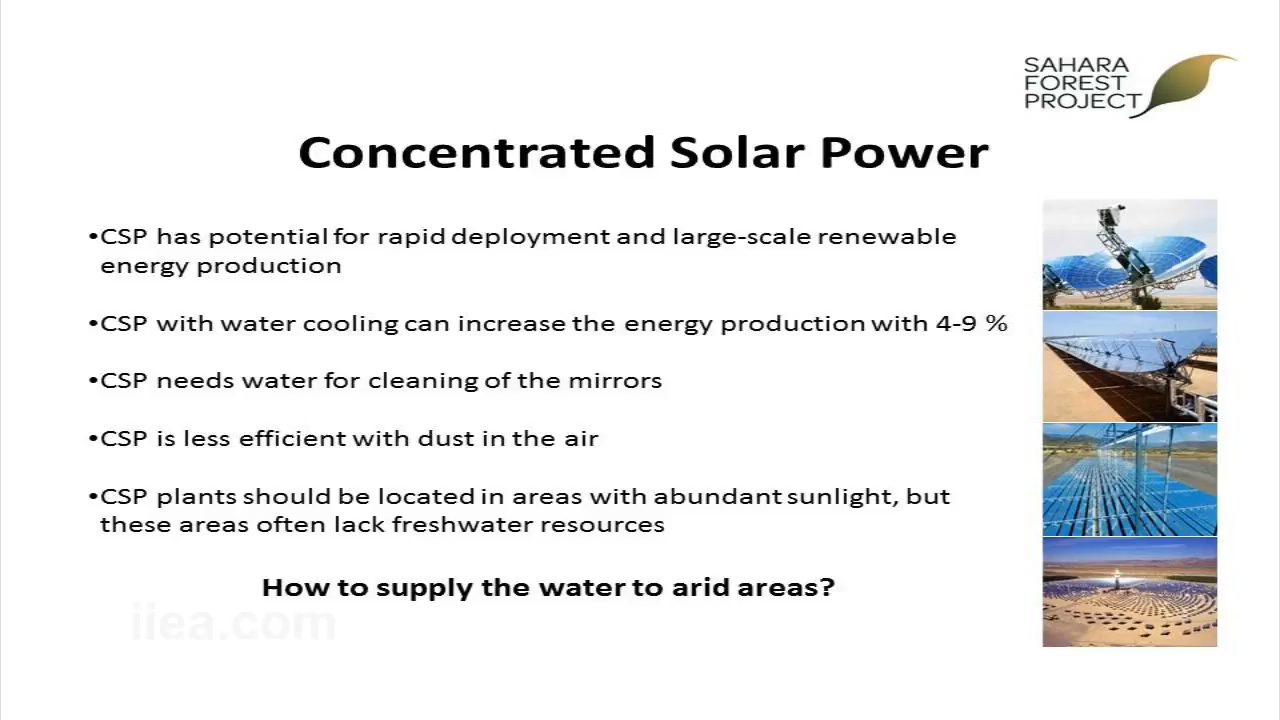 SAHARA
FOREST
PROJECT
Concentrated Solar Power
•CSP has potential for rapid deployment and large-scale renewable
energy production
•CSP with water cooling can increase the energy production with 4-9 %
•CSP needs water for cleaning of the mirrors
•CSP is less efficient with dust in the air
•CSP plants should be located in areas with abundant sunlight, but
these areas often lack freshwater resources
How to supply the water to arid areas?
iiea.com